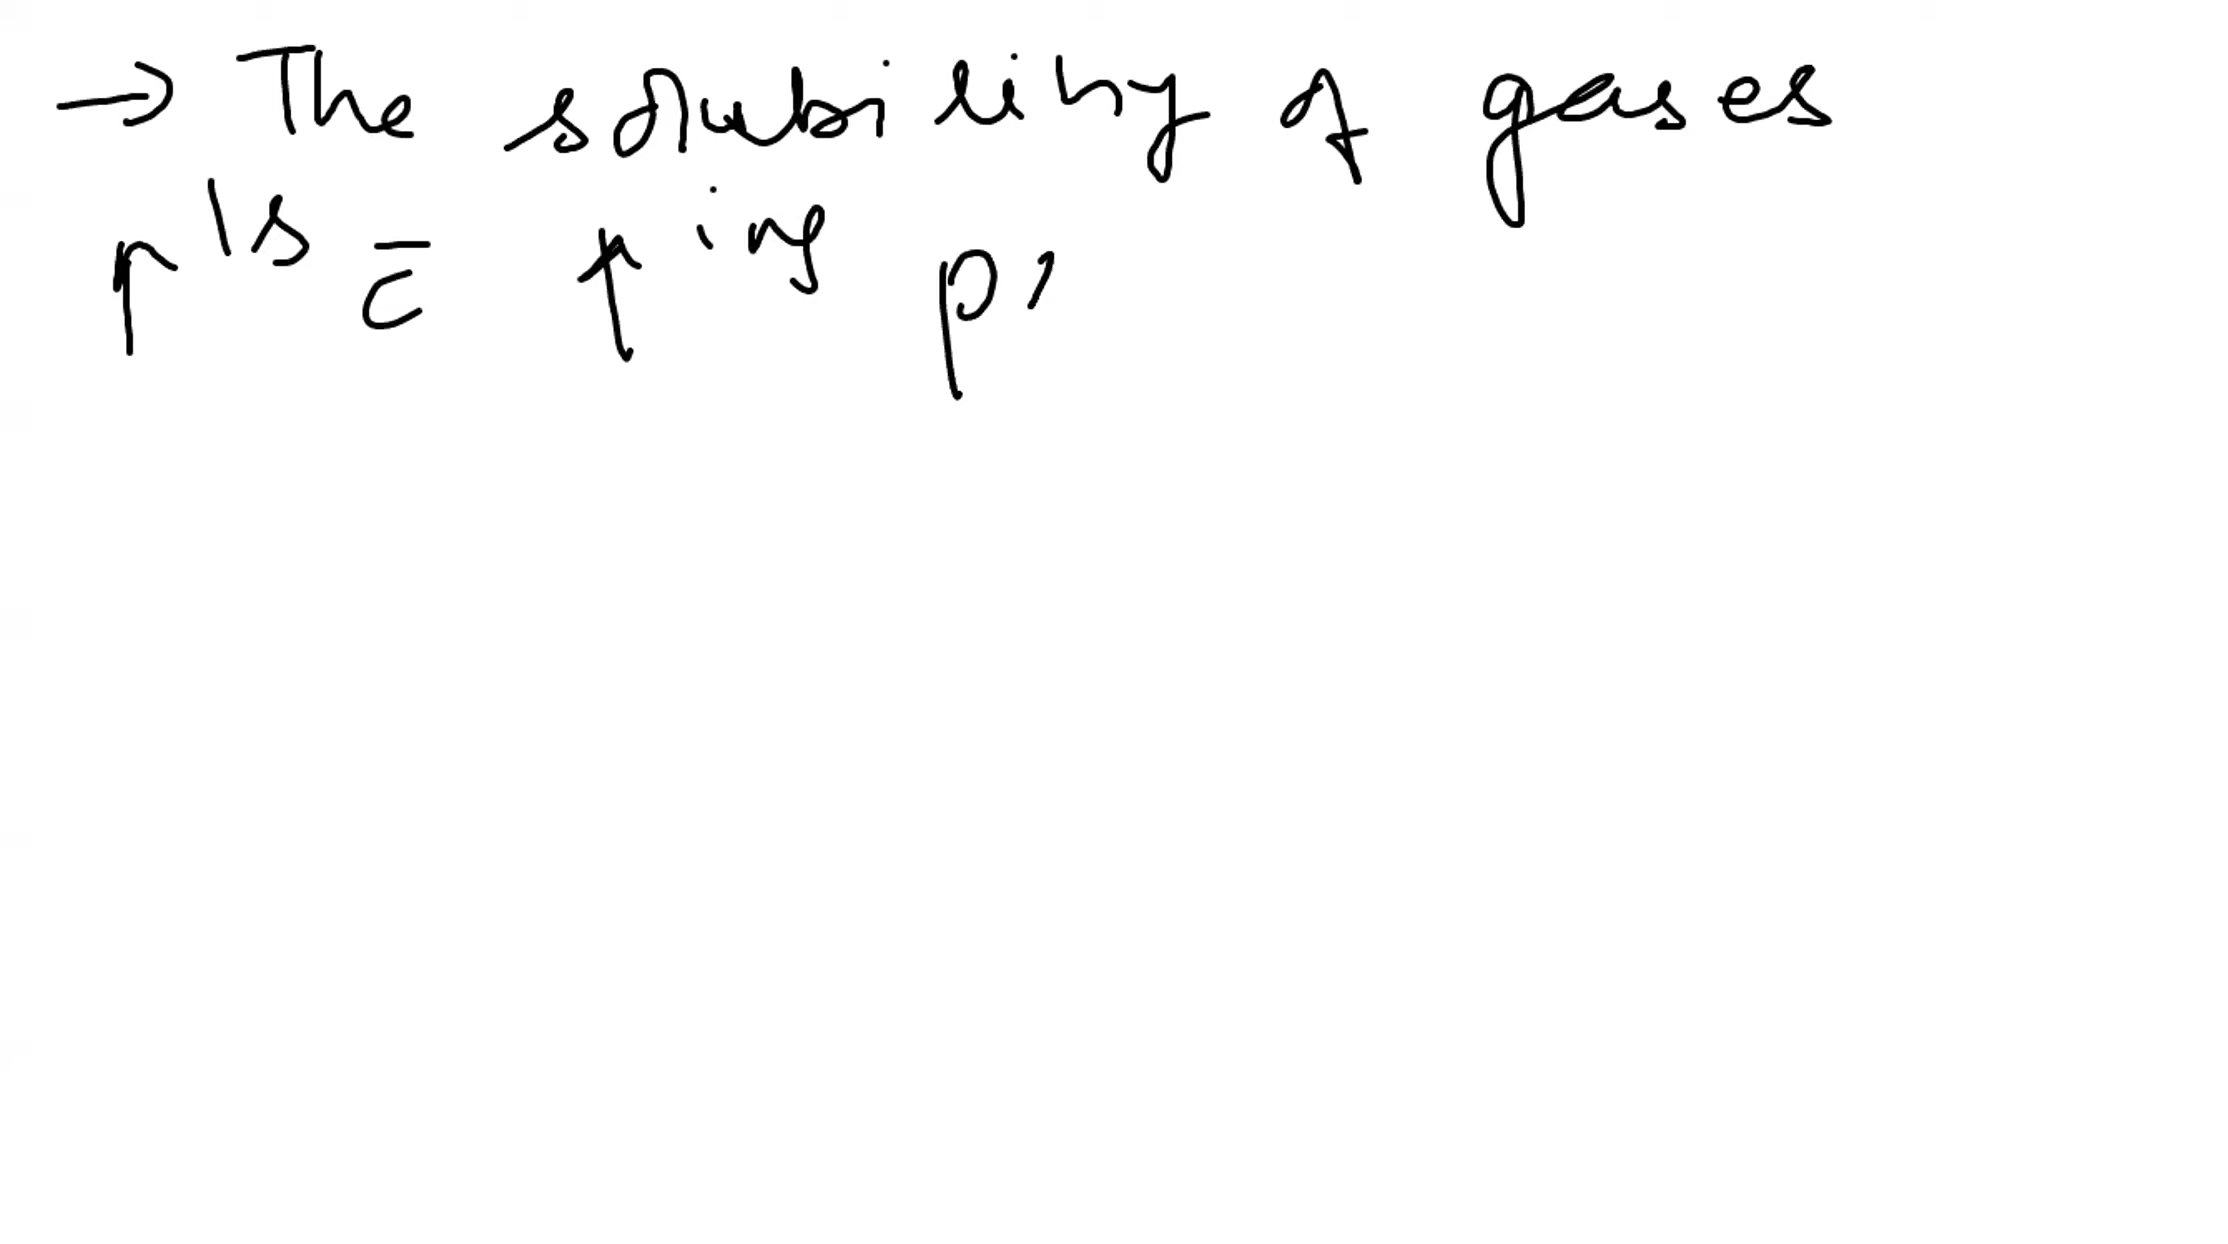 → The solubility of gases
↑'s c̄ ↑ing p,